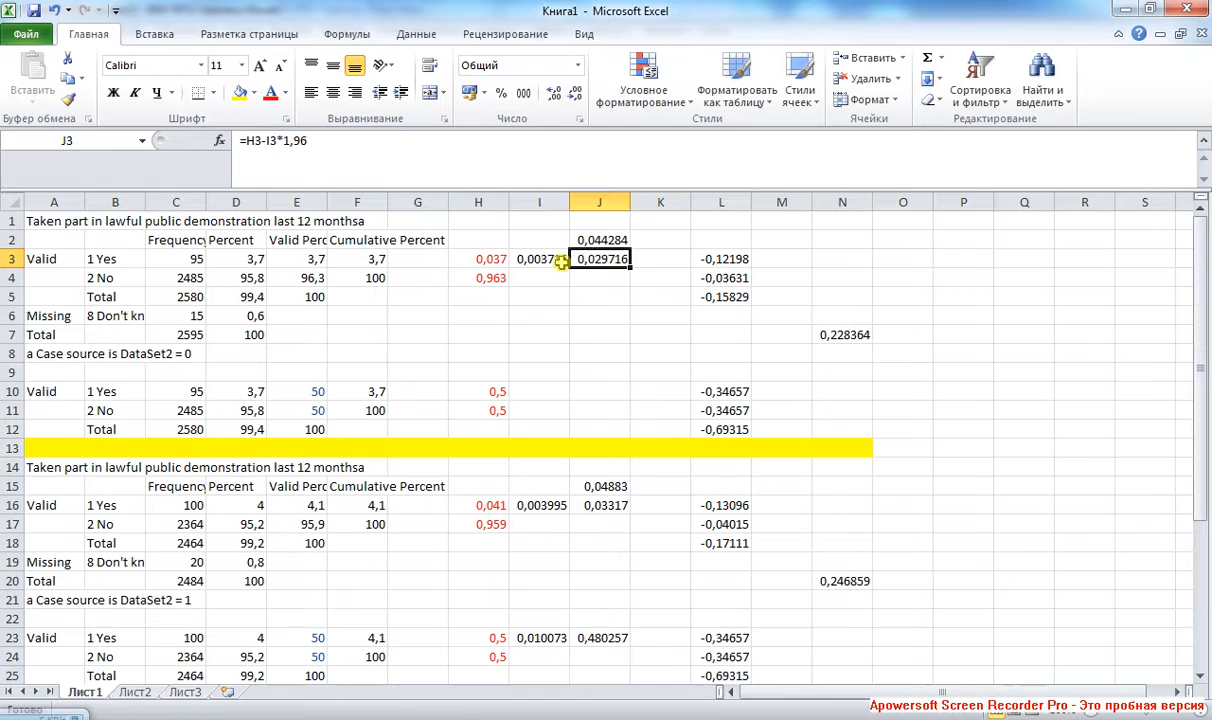 Книга1 - Microsoft Excel
Файл Главная Вставка Разметка страницы Формулы Данные Рецензирование Вид
Вставить
Calibri 11
Ж К Ч
Общий
% 000
Условное форматирование
Форматировать как таблицу
Стили ячеек
Вставить
Удалить
Формат
Σ
Сортировка и фильтр
Найти и выделить
Буфер обмена Шрифт Выравнивание Число Стили Ячейки Редактирование
J3 fx =H3-I3*1,96
A B C D E F G H I J K L M N O P Q R S
1 Taken part in lawful public demonstration last 12 monthsa
2 Frequency Percent Valid Perc Cumulative Percent 0,044284
3 Valid 1 Yes 95 3,7 3,7 3,7 0,037 0,029716 -0,12198
4 2 No 2485 95,8 96,3 100 0,963 -0,03631
5 Total 2580 99,4 100 -0,15829
6 Missing 8 Don't kn 15 0,6
7 Total 2595 100 0,228364
8 a Case source is DataSet2 = 0
9
10 Valid 1 Yes 95 3,7 50 3,7 0,5 -0,34657
11 2 No 2485 95,8 50 100 0,5 -0,34657
12 Total 2580 99,4 100 -0,69315
13
14 Taken part in lawful public demonstration last 12 monthsa
15 Frequency Percent Valid Perc Cumulative Percent 0,04883
16 Valid 1 Yes 100 4 4,1 4,1 0,041 0,003995 0,03317 -0,13096
17 2 No 2364 95,2 95,9 100 0,959 -0,04015
18 Total 2464 99,2 100 -0,17111
19 Missing 8 Don't kn 20 0,8
20 Total 2484 100 0,246859
21 a Case source is DataSet2 = 1
22
23 Valid 1 Yes 100 4 50 4,1 0,5 0,010073 0,480257 -0,34657
24 2 No 2364 95,2 50 100 0,5 -0,34657
25 Total 2464 99,2 100 -0,69315
Лист1 Лист2 Лист3
Готово
Apowersoft Screen Recorder Pro - Это пробная версия